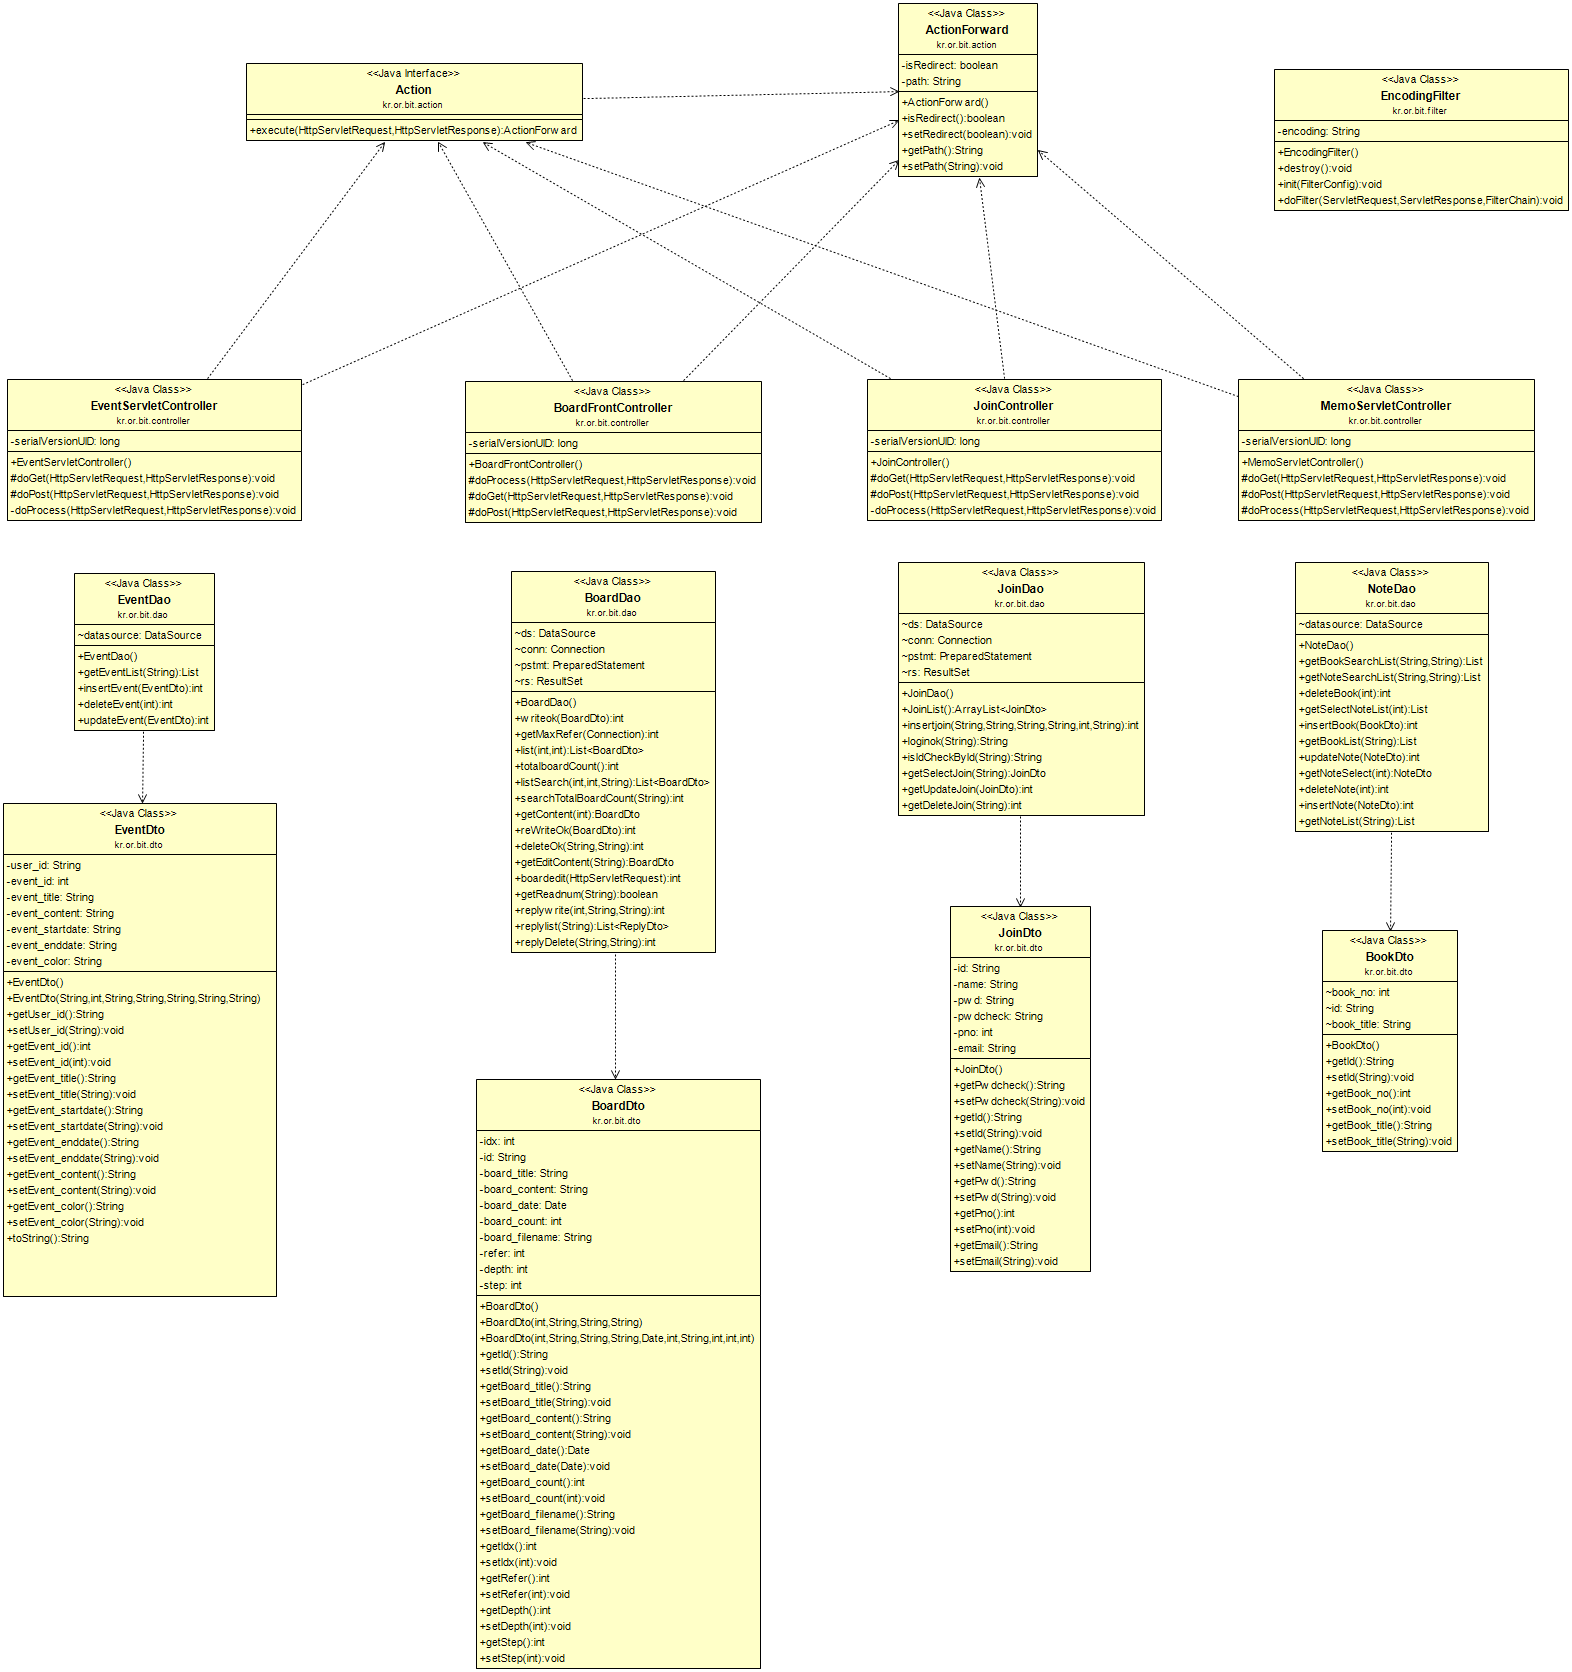 <<Java Class>>
ActionForward
kr.or.bit.action
-isRedirect: boolean
-path: String
+ActionForward()
+isRedirect():boolean
+setRedirect(boolean):void
+getPath():String
+setPath(String):void
<<Java Interface>>
Action
kr.or.bit.action
+execute(HttpServletRequest,HttpServletResponse):ActionForward
<<Java Class>>
EncodingFilter
kr.or.bit.filter
-encoding: String
+EncodingFilter()
+destroy():void
+init(FilterConfig):void
+doFilter(ServletRequest,ServletResponse,FilterChain):void
<<Java Class>>
EventServletController
kr.or.bit.controller
-serialVersionUID: long
+EventServletController()
#doGet(HttpServletRequest,HttpServletResponse):void
#doPost(HttpServletRequest,HttpServletResponse):void
-doProcess(HttpServletRequest,HttpServletResponse):void
<<Java Class>>
BoardFrontController
kr.or.bit.controller
-serialVersionUID: long
+BoardFrontController()
#doProcess(HttpServletRequest,HttpServletResponse):void
#doGet(HttpServletRequest,HttpServletResponse):void
#doPost(HttpServletRequest,HttpServletResponse):void
<<Java Class>>
JoinController
kr.or.bit.controller
-serialVersionUID: long
+JoinController()
#doGet(HttpServletRequest,HttpServletResponse):void
#doPost(HttpServletRequest,HttpServletResponse):void
-doProcess(HttpServletRequest,HttpServletResponse):void
<<Java Class>>
MemoServletController
kr.or.bit.controller
-serialVersionUID: long
+MemoServletController()
#doGet(HttpServletRequest,HttpServletResponse):void
#doPost(HttpServletRequest,HttpServletResponse):void
#doProcess(HttpServletRequest,HttpServletResponse):void
<<Java Class>>
EventDao
kr.or.bit.dao
~datasource: DataSource
+EventDao()
+getEventList(String):List
+insertEvent(EventDto):int
+deleteEvent(int):int
+updateEvent(EventDto):int
<<Java Class>>
BoardDao
kr.or.bit.dao
~ds: DataSource
~conn: Connection
~pstmt: PreparedStatement
~rs: ResultSet
+BoardDao()
+writeok(BoardDto):int
+getMaxRefer(Connection):int
+list(int,int):List<BoardDto>
+totalboardCount():int
+listSearch(int,int,String):List<BoardDto>
+searchTotalBoardCount(String):int
+getContent(int):BoardDto
+reWriteOk(BoardDto):int
+deleteOk(String,String):int
+getEditContent(String):BoardDto
+boardedit(HttpServletRequest):int
+getReadnum(String):boolean
+replywrite(int,String,String):int
+replylist(String):List<ReplyDto>
+replyDelete(String,String):int
<<Java Class>>
JoinDao
kr.or.bit.dao
~ds: DataSource
~conn: Connection
~pstmt: PreparedStatement
~rs: ResultSet
+JoinDao()
+JoinList():ArrayList<JoinDto>
+insertjoin(String,String,String,String,int,String):int
+loginok(String):String
+isIdCheckById(String):String
+getSelectJoin(String):JoinDto
+getUpdateJoin(JoinDto):int
+getDeleteJoin(String):int
<<Java Class>>
NoteDao
kr.or.bit.dao
~datasource: DataSource
+NoteDao()
+getBookSearchList(String,String):List
+getNoteSearchList(String,String):List
+deleteBook(int):int
+getSelectNoteList(int):List
+insertBook(BookDto):int
+getBookList(String):List
+updateNote(NoteDto):int
+getNoteSelect(int):NoteDto
+deleteNote(int):int
+insertNote(NoteDto):int
+getNoteList(String):List
<<Java Class>>
EventDto
kr.or.bit.dto
-user_id: String
-event_id: int
-event_title: String
-event_content: String
-event_startdate: String
-event_enddate: String
-event_color: String
+EventDto()
+EventDto(String,int,String,String,String,String,String)
+getUser_id():String
+setUser_id(String):void
+getEvent_id():int
+setEvent_id(int):void
+getEvent_title():String
+setEvent_title(String):void
+getEvent_startdate():String
+setEvent_startdate(String):void
+getEvent_enddate():String
+setEvent_enddate(String):void
+getEvent_content():String
+setEvent_content(String):void
+getEvent_color():String
+setEvent_color(String):void
+toString():String
<<Java Class>>
BoardDto
kr.or.bit.dto
-idx: int
-id: String
-board_title: String
-board_content: String
-board_date: Date
-board_count: int
-board_filename: String
-refer: int
-depth: int
-step: int
+BoardDto()
+BoardDto(int,String,String,String)
+BoardDto(int,String,String,String,Date,int,String,int,int,int)
+getId():String
+setId(String):void
+getBoard_title():String
+setBoard_title(String):void
+getBoard_content():String
+setBoard_content(String):void
+getBoard_date():Date
+setBoard_date(Date):void
+getBoard_count():int
+setBoard_count(int):void
+getBoard_filename():String
+setBoard_filename(String):void
+getIdx():int
+setIdx(int):void
+getRefer():int
+setRefer(int):void
+getDepth():int
+setDepth(int):void
+getStep():int
+setStep(int):void
<<Java Class>>
JoinDto
kr.or.bit.dto
-id: String
-name: String
-pwd: String
-pwdcheck: String
-pno: int
-email: String
+JoinDto()
+getPwdcheck():String
+setPwdcheck(String):void
+getId():String
+setId(String):void
+getName():String
+setName(String):void
+getPwd():String
+setPwd(String):void
+getPno():int
+setPno(int):void
+getEmail():String
+setEmail(String):void
<<Java Class>>
BookDto
kr.or.bit.dto
~book_no: int
~id: String
~book_title: String
+BookDto()
+getId():String
+setId(String):void
+getBook_no():int
+setBook_no(int):void
+getBook_title():String
+setBook_title(String):void